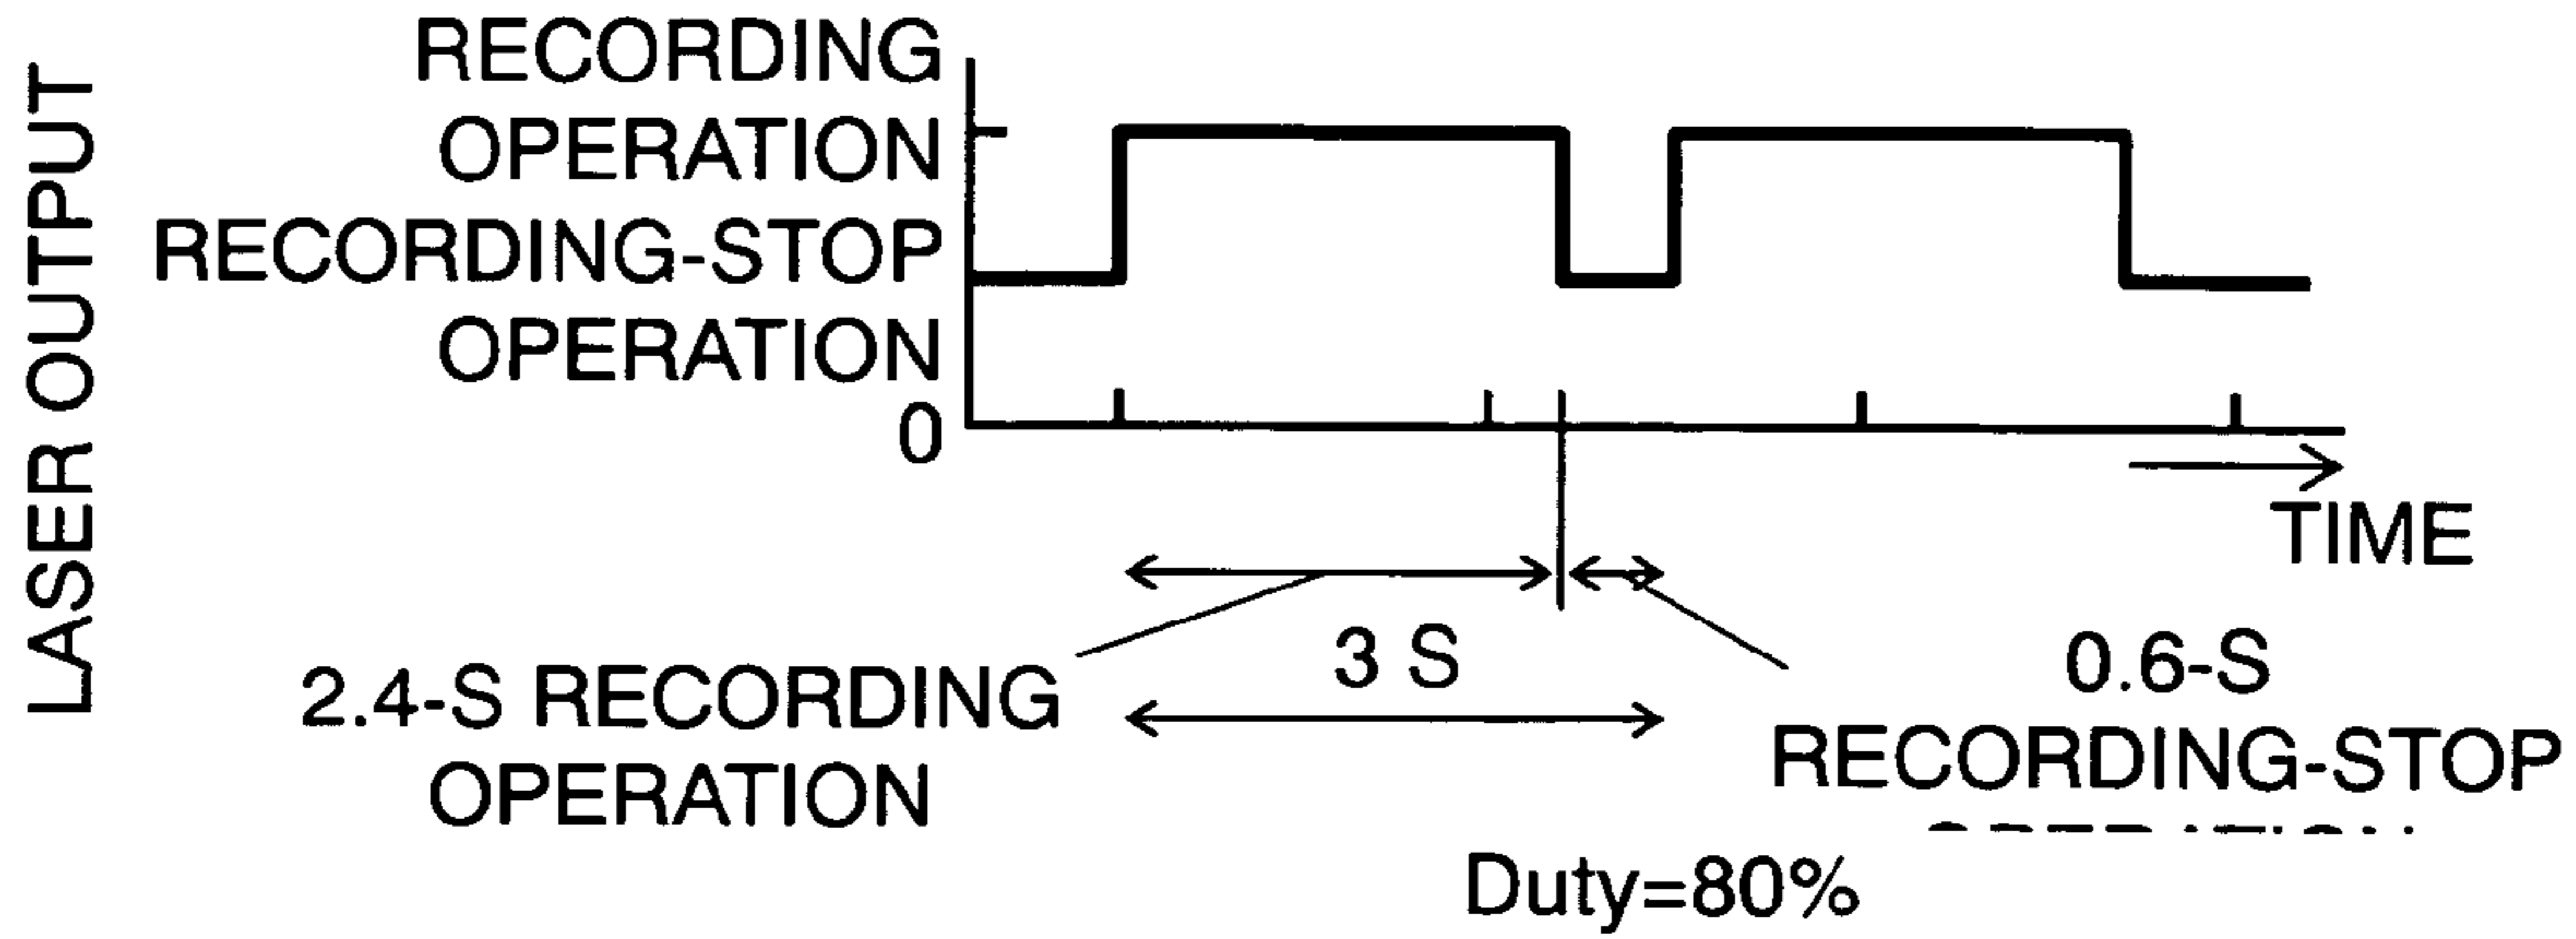 LASER OUTPUT
RECORDING
OPERATION
RECORDING-STOP
OPERATION
0
TIME
2.4-S RECORDING
OPERATION
3 S
0.6-S
RECORDING-STOP
Duty=80%